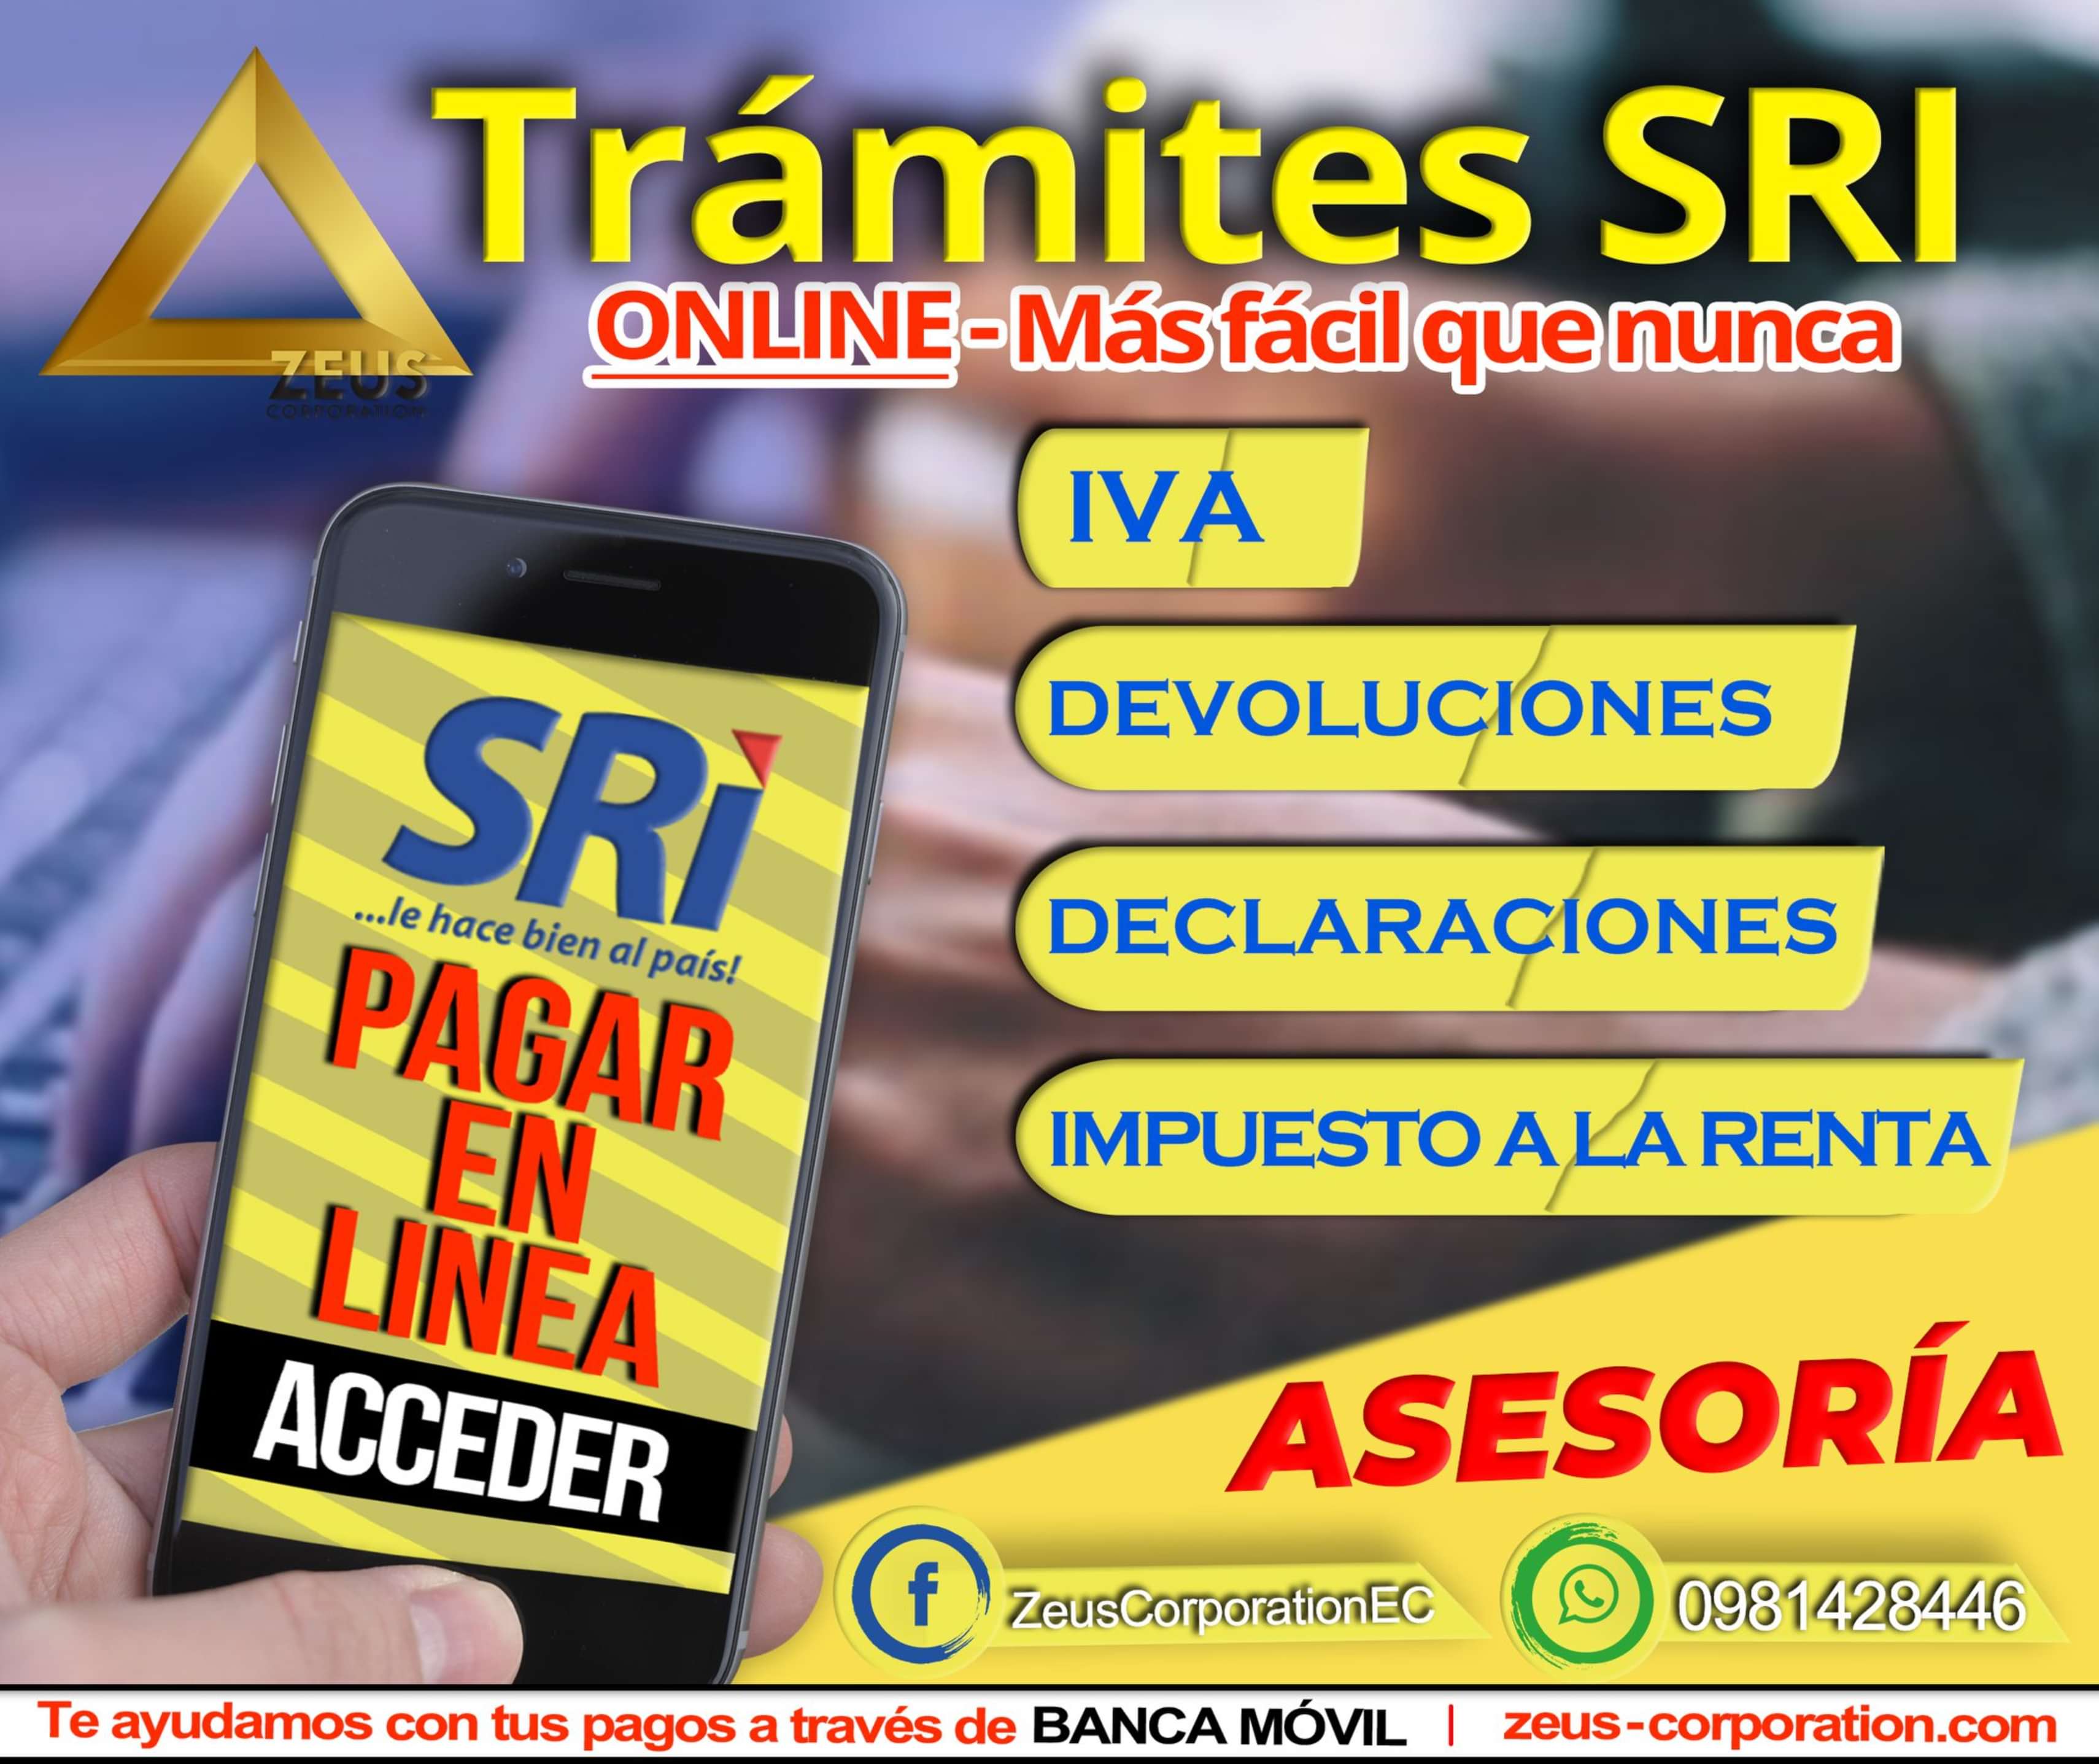 Trámites SRI
ZEUS
CORPORATION
ONLINE - Más fácil que nunca
IVA
DEVOLUCIONES
DECLARACIONES
IMPUESTO A LA RENTA
SRi
...le hace bien al país!
PAGAR
EN
LINEA
ACCEDER
ASESORÍA
ZeusCorporationEC
0981428446
Te ayudamos con tus pagos a través de BANCA MÓVIL | zeus-corporation.com